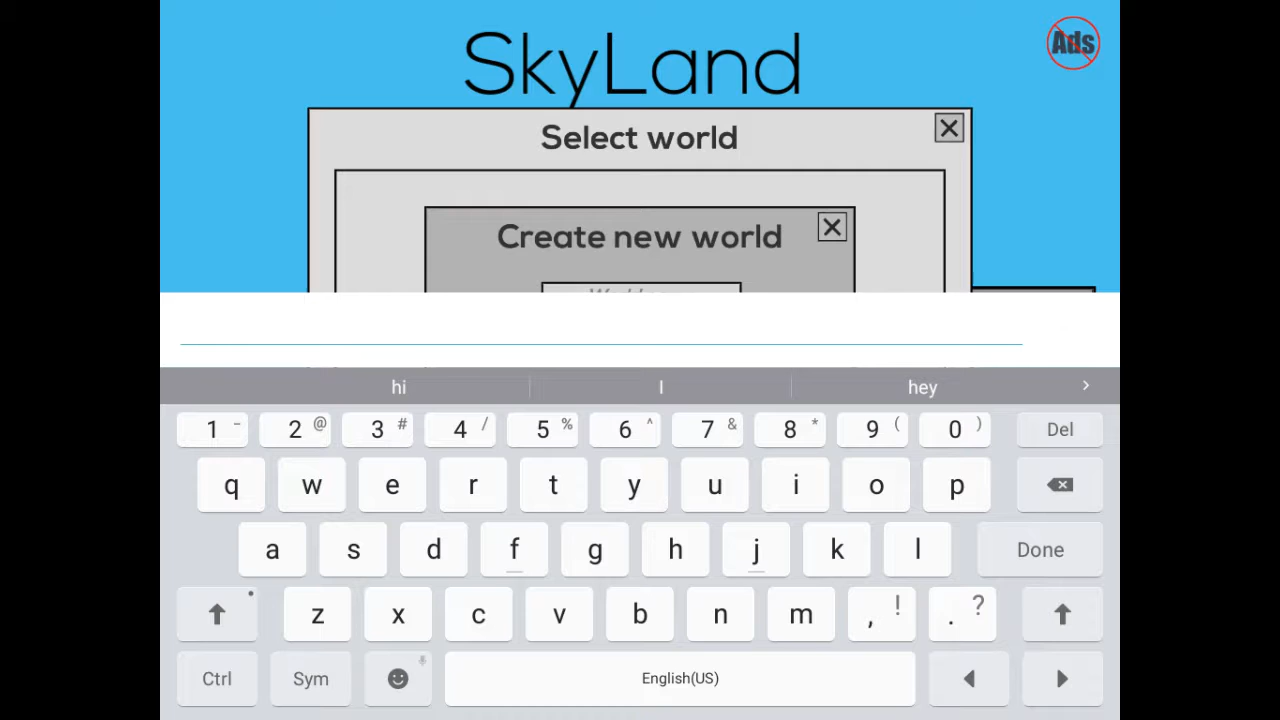 SkyLand
Ads
Select world
Create new world
hi I hey
1 - 2 @ 3 # 4 / 5 % 6 ^ 7 & 8 * 9 ( 0 ) Del
q w e r t y u i o p
a s d f g h j k l Done
z x c v b n m , ! . ?
Ctrl Sym English(US)